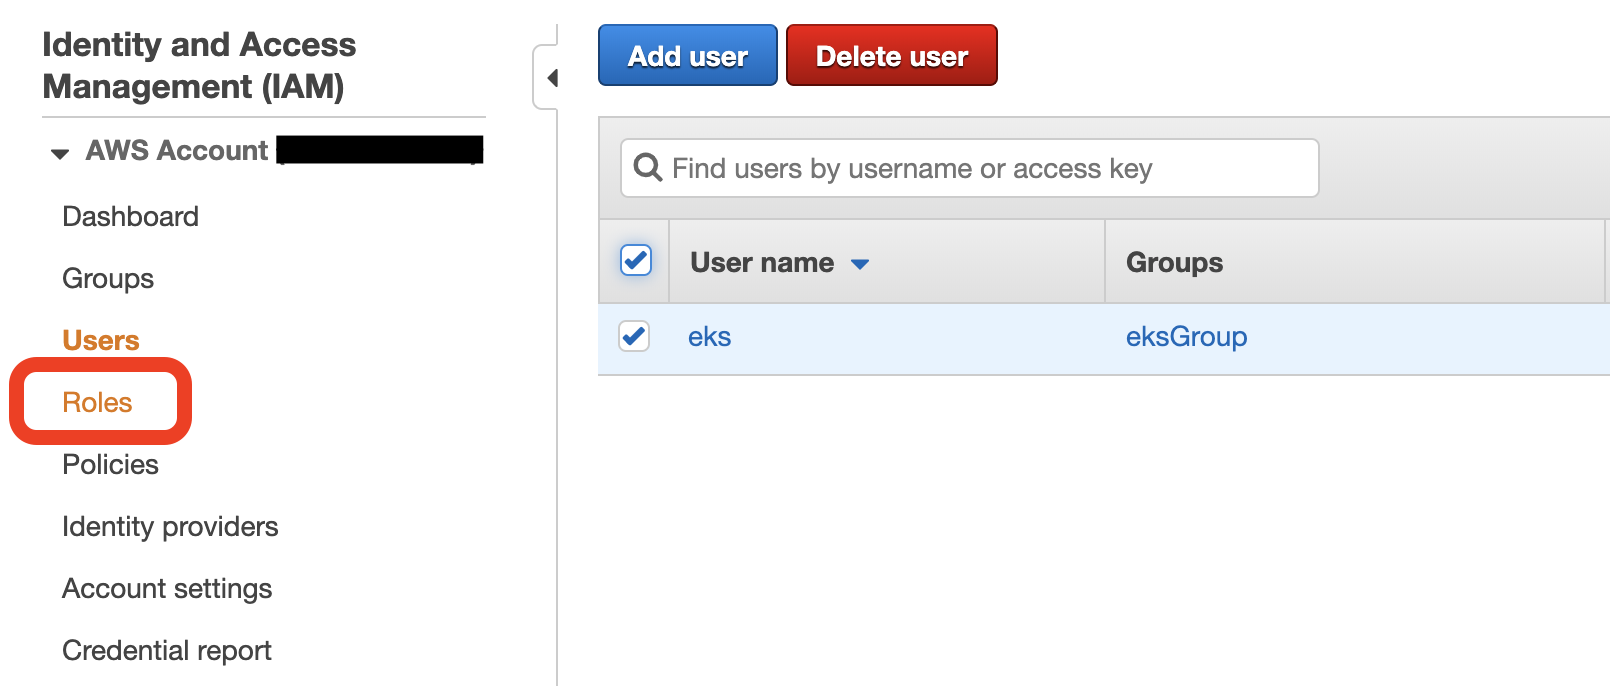 Identity and Access
Management (IAM)
AWS Account
Dashboard
Groups
Users
Roles
Policies
Identity providers
Account settings
Credential report
Add user
Delete user
Find users by username or access key
User name
Groups
eks
eksGroup